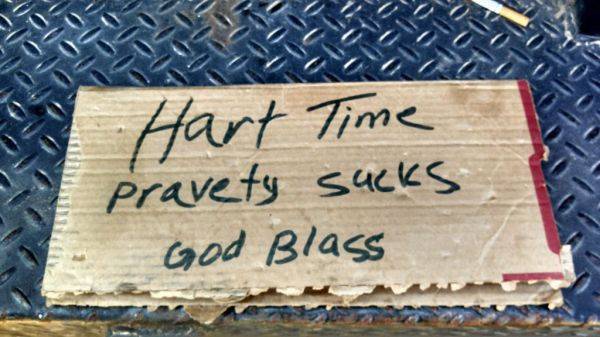 Hart Time
Pravety sucks
God Blass